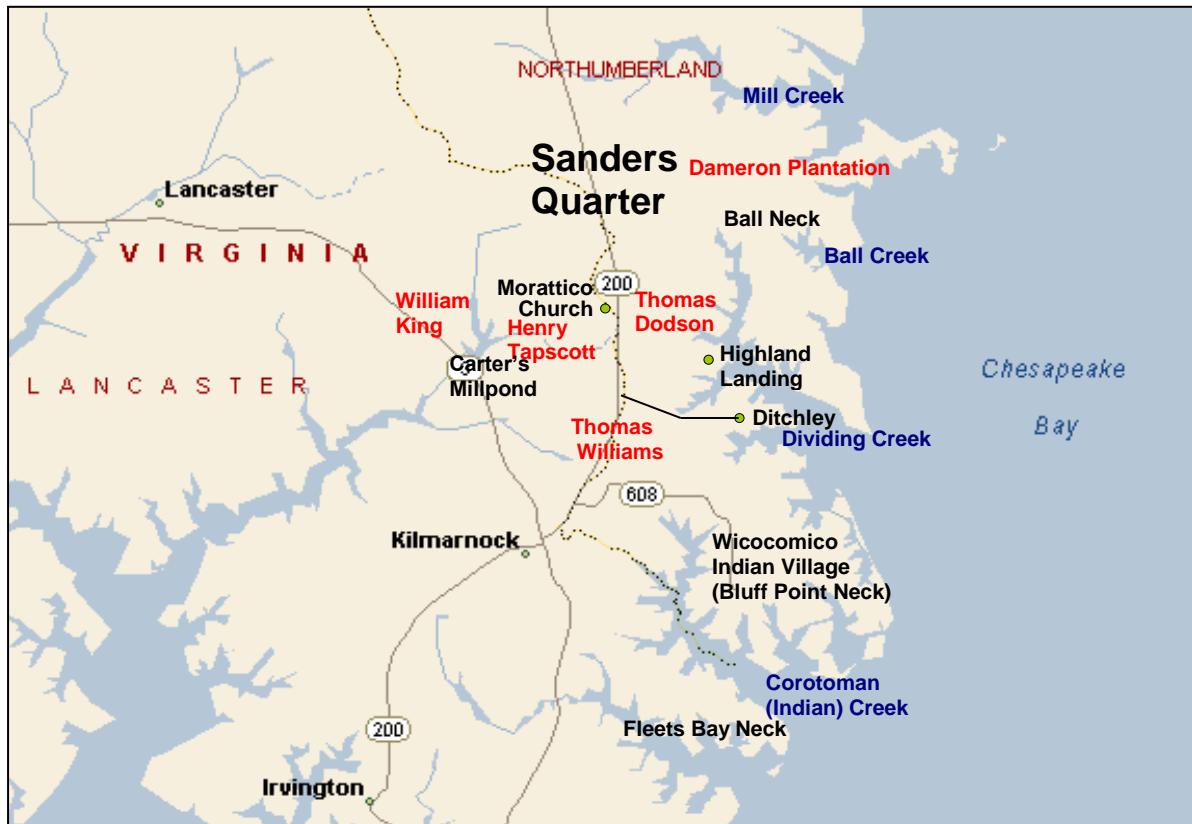 NORTHUMBERLAND
Mill Creek
Sanders
Quarter
Dameron Plantation
Lancaster
Ball Neck
VIRGINIA
Ball Creek
Morattico
Church
200
William
King
Thomas
Dodson
Henry
Tapscott
Highland
Landing
Carter's
Millpond
Chesapeake
Bay
LANCASTER
Ditchley
Dividing Creek
Thomas
Williams
608
Kilmarnock
Wicocomico
Indian Village
(Bluff Point Neck)
Corotoman
(Indian) Creek
200
Fleets Bay Neck
Irvington